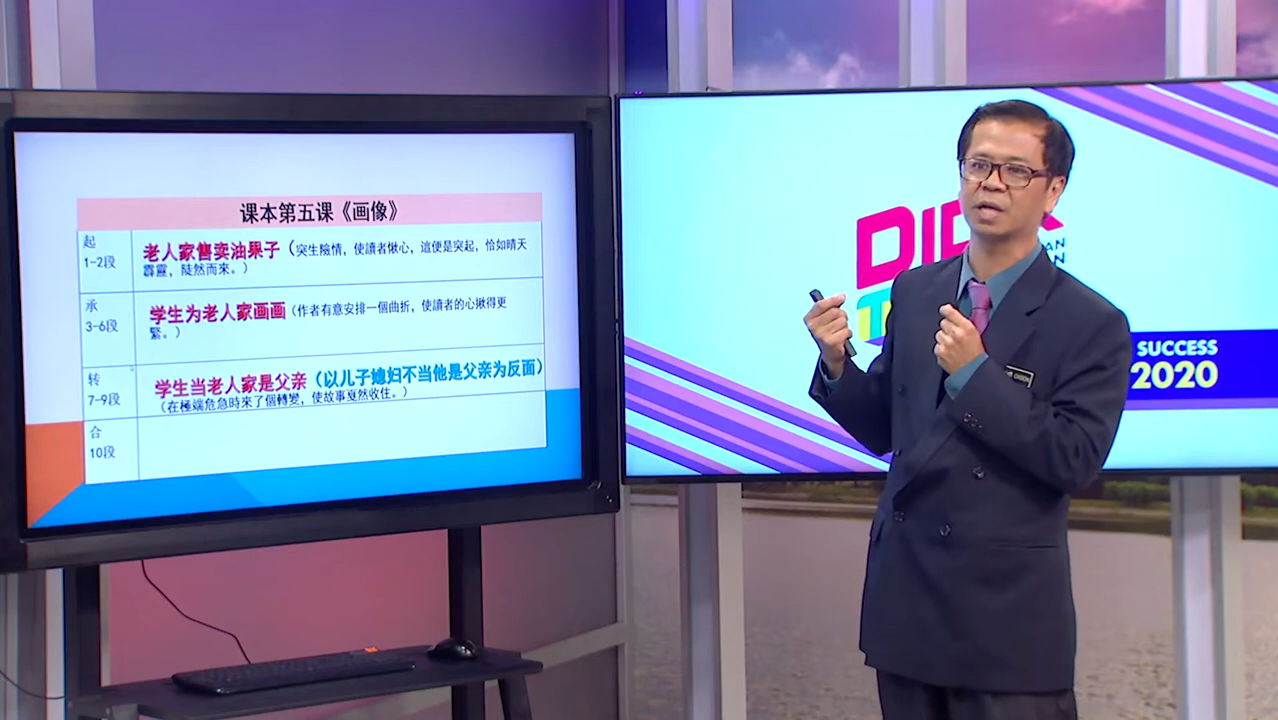 课本第五课《画像》
起
1-2段
老人家售卖油果子（突生險情，使讀者楸心，這便是突起，恰如晴天
霹靂，陡然而來。）
承
3-6段
学生为老人家画画（作者有意安排一個曲折，使讀者的心揪得更
緊。）
转
7-9段
学生当老人家是父亲（以儿子媳妇不当他是父亲为反面）
（在極端危急時來了個轉變，使故事戛然收住。）
合
10段
SUCCESS
2020